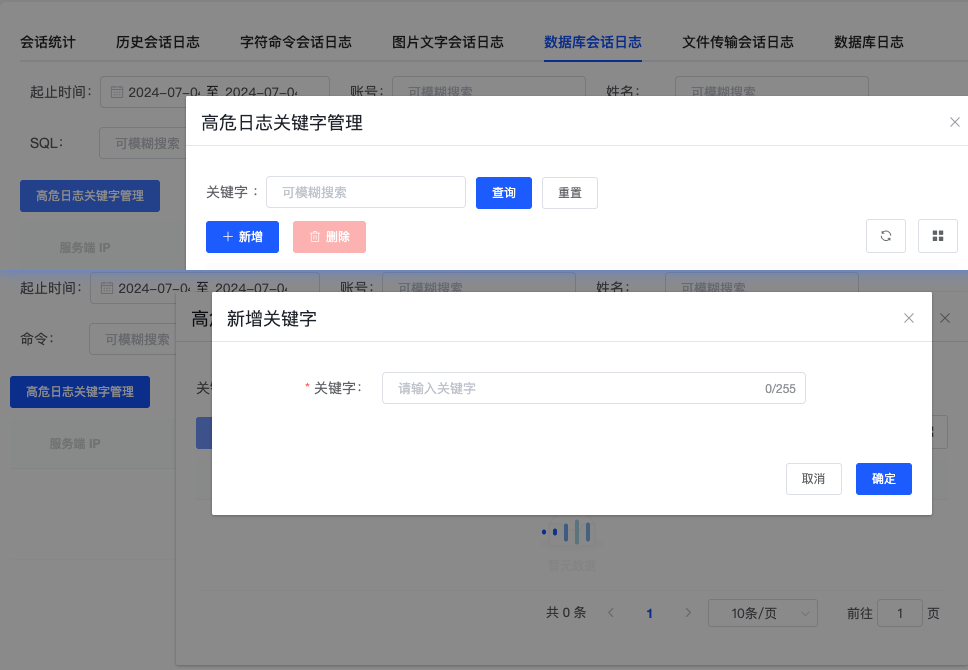 会话统计 历史会话日志 字符命令会话日志 图片文字会话日志 数据库会话日志 文件传输会话日志 数据库日志
起止时间: 2024-07-0 至 2024-07-0 账号: 可模糊搜索 姓名: 可模糊搜索
高危日志关键字管理
SQL: 可模糊搜索
高危日志关键字管理
关键字: 可模糊搜索 查询 重置
+ 新增 删除
服务端 IP
起止时间: 2024-07-0 至 2024-07-0 账号: 可模糊搜索 姓名: 可模糊搜索
新增关键字
命令: 可模糊搜索
高危日志关键字管理
* 关键字: 请输入关键字 0/255
服务端 IP
取消 确定
暂无数据
共 0 条 < 1 > 10条/页 前往 1 页